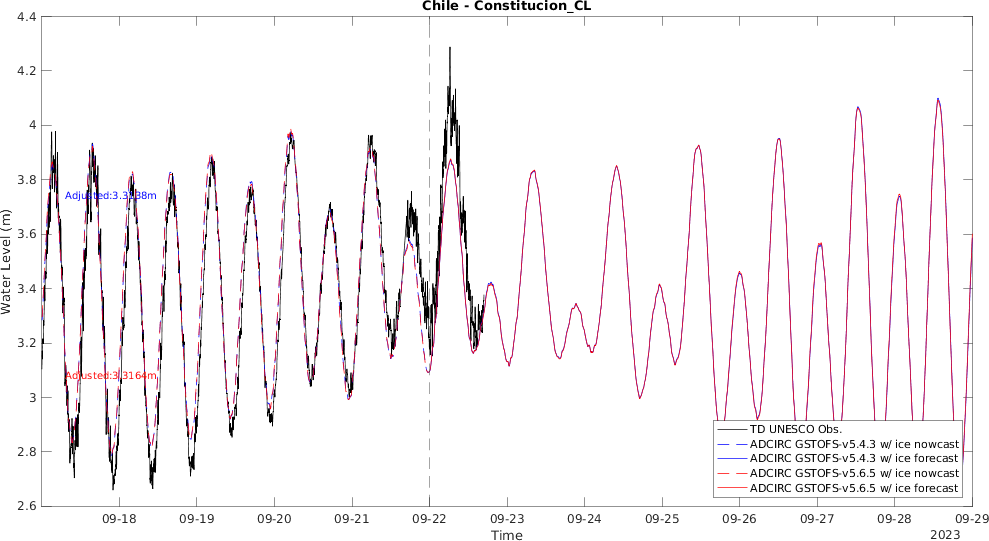 Chile - Constitucion_CL
4.4
4.2
4
3.8
3.6
3.4
3.2
3
2.8
2.6
Water Level (m)
Adjusted:3.3338m
Adjusted:3.3164m
TD UNESCO Obs.
ADCIRC GSTOFS-v5.4.3 w/ ice nowcast
ADCIRC GSTOFS-v5.4.3 w/ ice forecast
ADCIRC GSTOFS-v5.6.5 w/ ice nowcast
ADCIRC GSTOFS-v5.6.5 w/ ice forecast
09-18 09-19 09-20 09-21 09-22 09-23 09-24 09-25 09-26 09-27 09-28 09-29
Time
2023